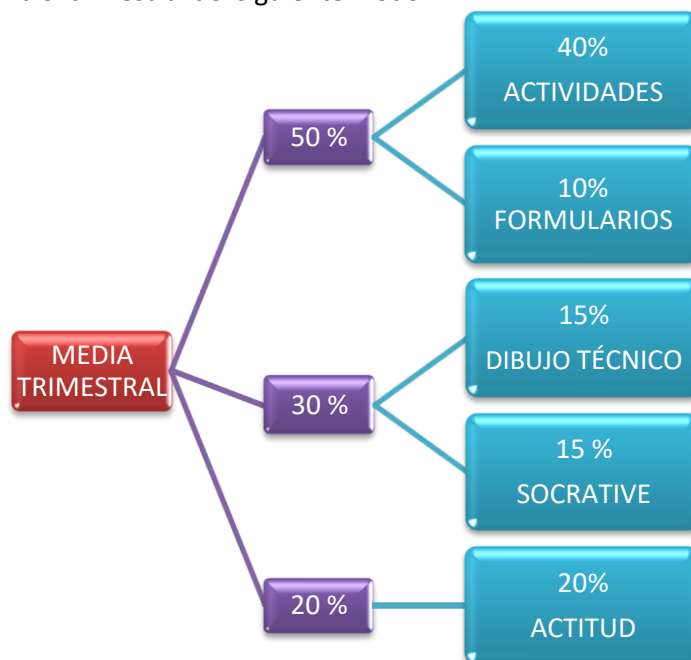 40%
ACTIVIDADES
50 %
10%
FORMULARIOS
MEDIA
TRIMESTRAL
15%
DIBUJO TÉCNICO
30 %
15 %
SOCRATIVE
20 %
20%
ACTITUD